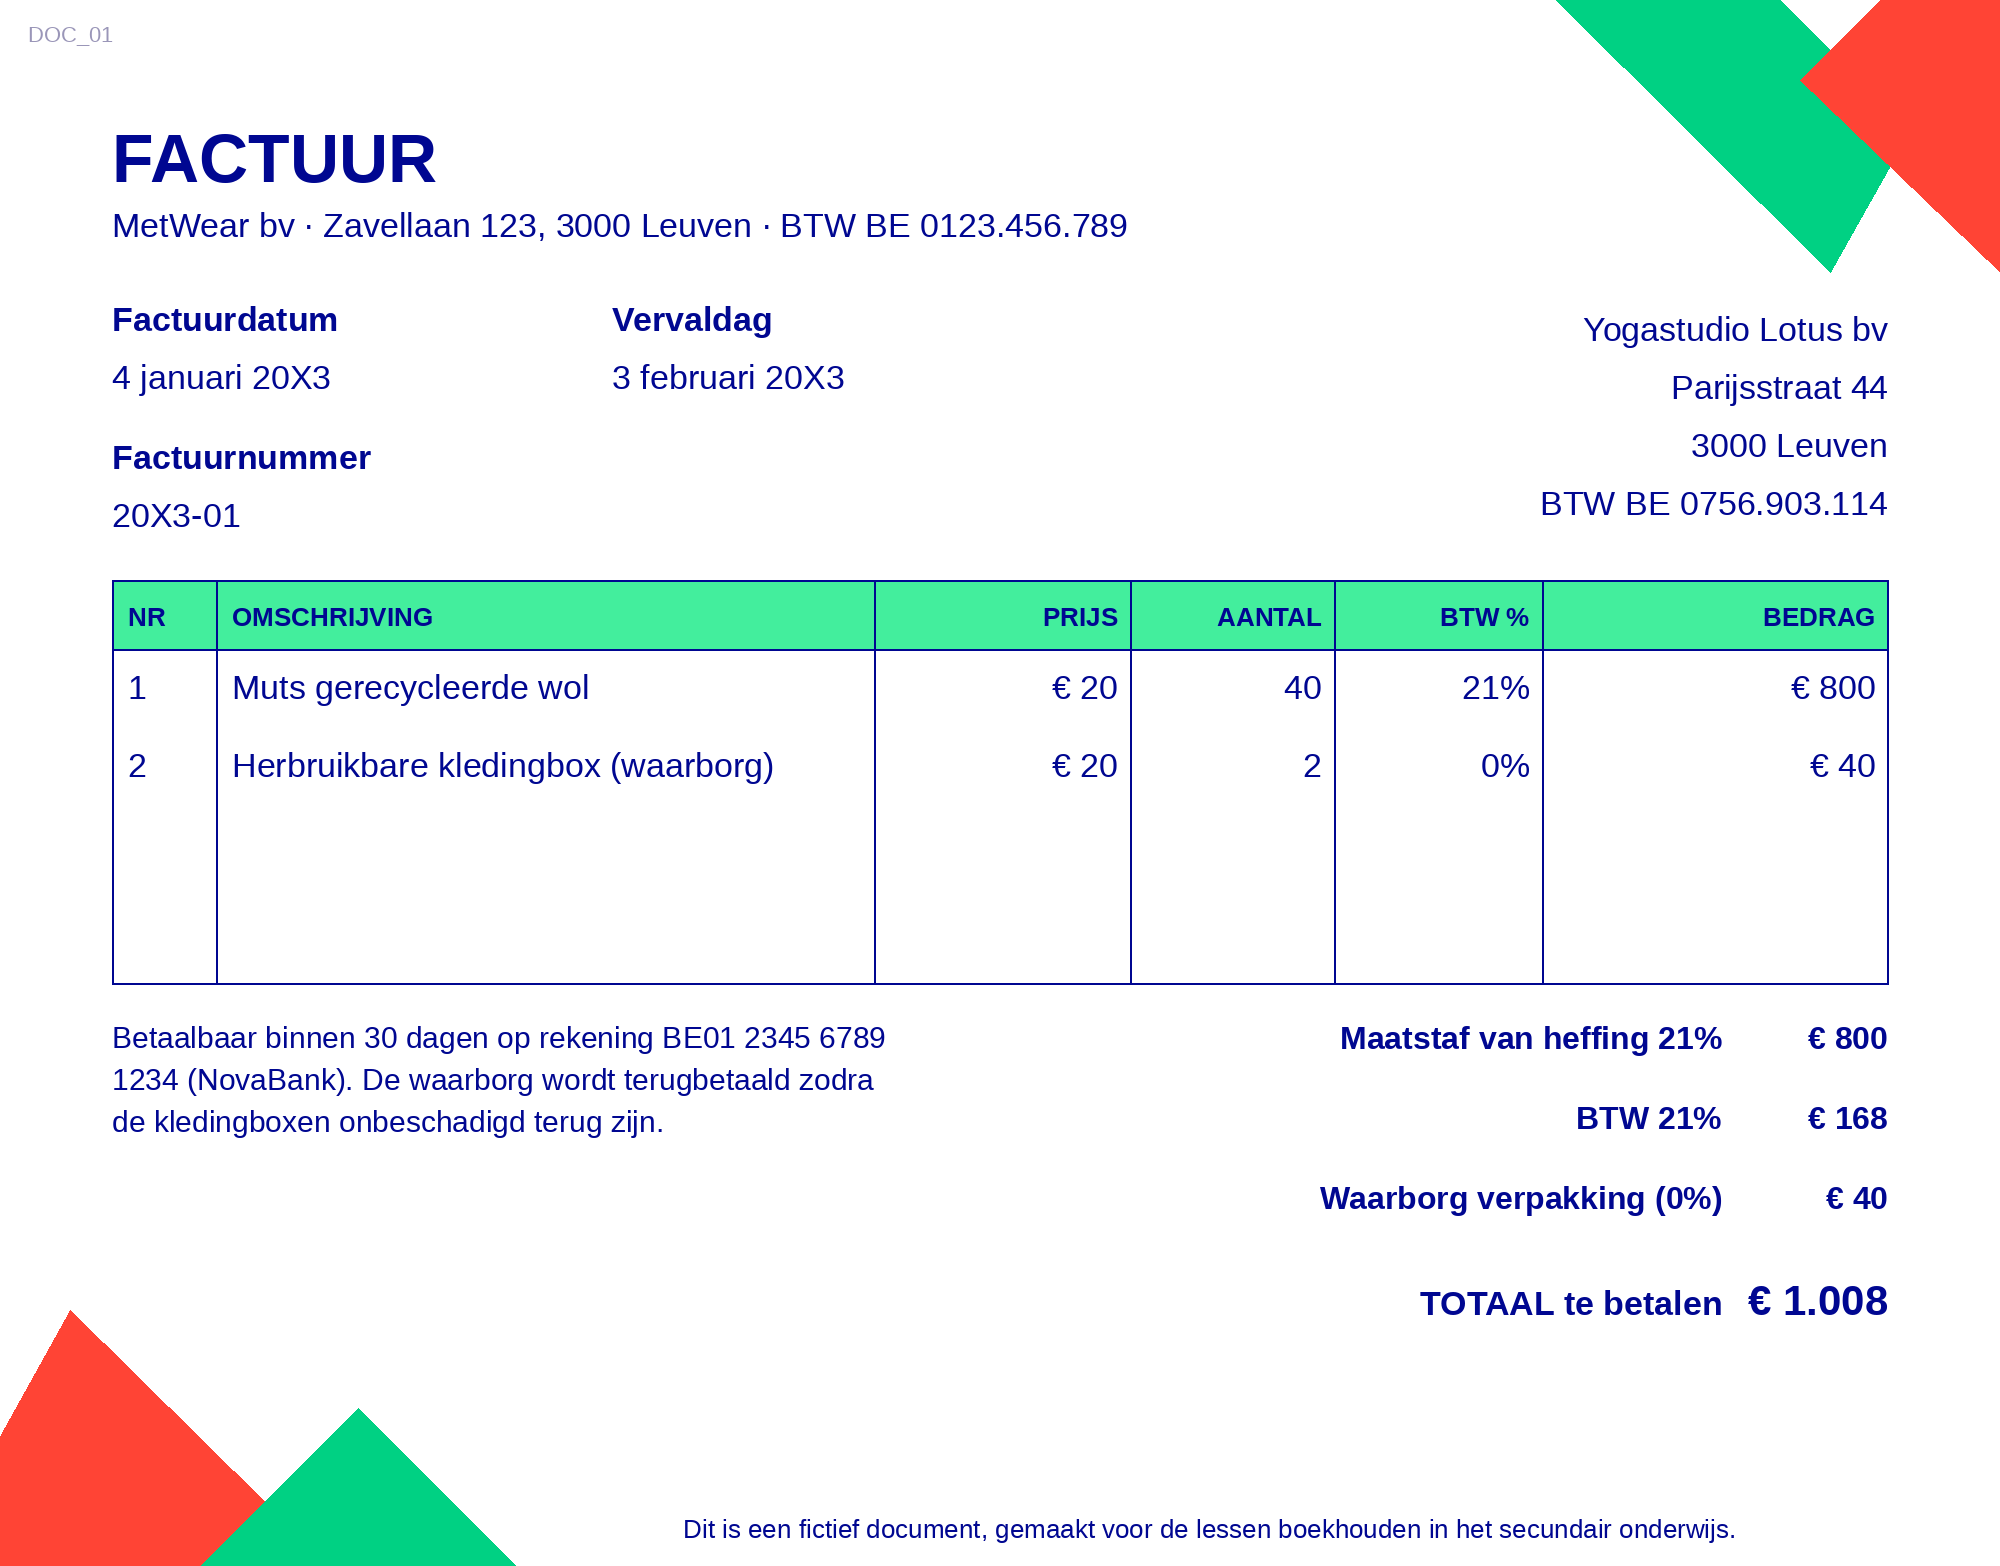 DOC_01
FACTUUR
MetWear bv · Zavellaan 123, 3000 Leuven · BTW BE 0123.456.789
Factuurdatum
4 januari 20X3
Vervaldag
3 februari 20X3
Factuurnummer
20X3-01
Yogastudio Lotus bv
Parijsstraat 44
3000 Leuven
BTW BE 0756.903.114
NR OMSCHRIJVING PRIJS AANTAL BTW % BEDRAG
1 Muts gerecycleerde wol € 20 40 21% € 800
2 Herbruikbare kledingbox (waarborg) € 20 2 0% € 40
Betaalbaar binnen 30 dagen op rekening BE01 2345 6789
1234 (NovaBank). De waarborg wordt terugbetaald zodra
de kledingboxen onbeschadigd terug zijn.
Maatstaf van heffing 21% € 800
BTW 21% € 168
Waarborg verpakking (0%) € 40
TOTAAL te betalen € 1.008
Dit is een fictief document, gemaakt voor de lessen boekhouden in het secundair onderwijs.